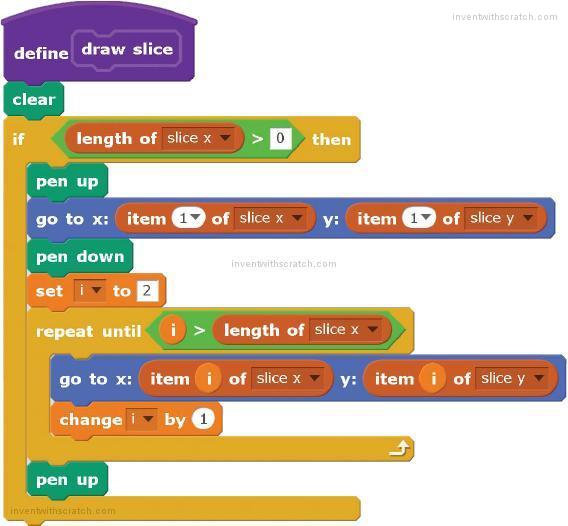 inventwithscratch.com
define draw slice
clear
if length of slice x > 0 then
pen up
go to x: item 1 of slice x y: item 1 of slice y
pen down
inventwithscratch.com
set i to 2
repeat until i > length of slice x
go to x: item i of slice x y: item i of slice y
change i by 1
pen up
inventwithscratch.com